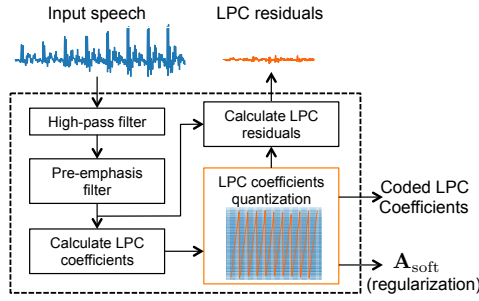 Input speech
LPC residuals
High-pass filter
Calculate LPC
residuals
Pre-emphasis
filter
LPC coefficients
quantization
Coded LPC
Coefficients
Calculate LPC
coefficients
A_soft
(regularization)